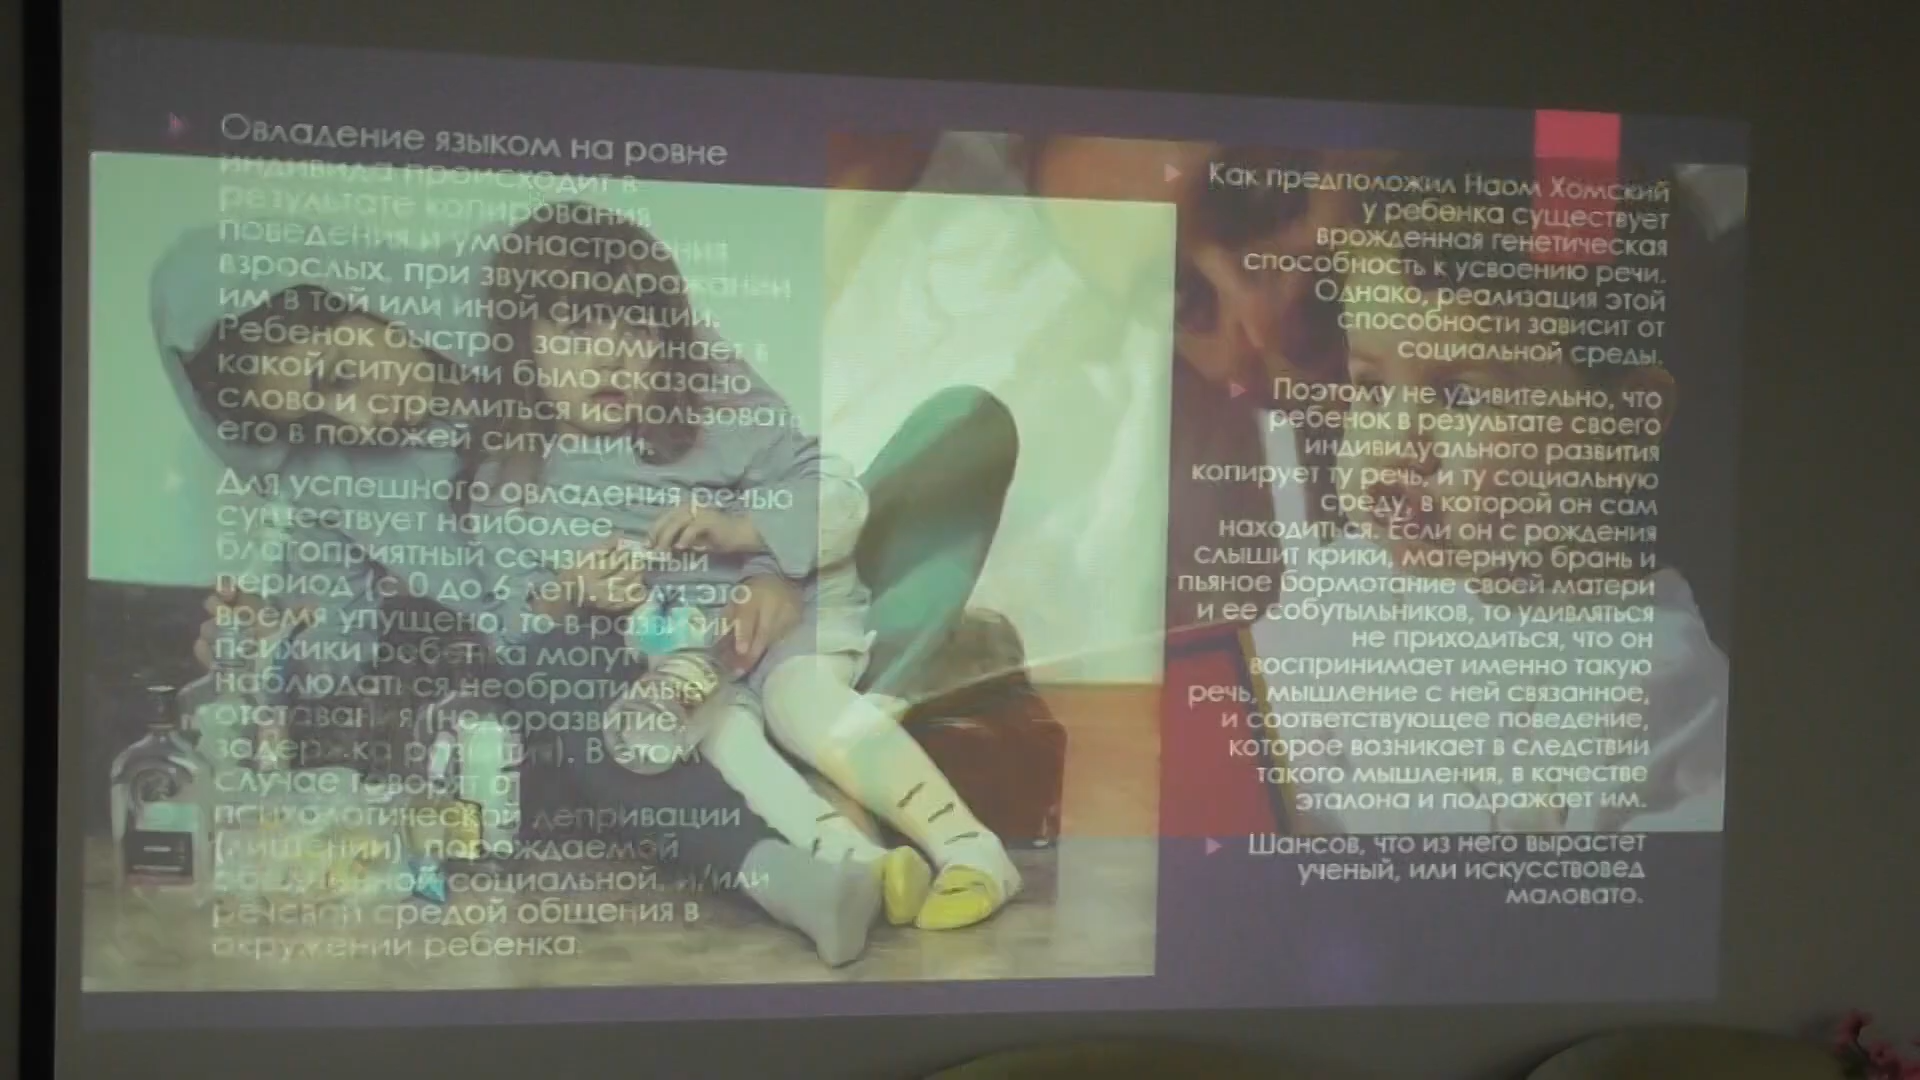 Овладение языком на ровне
индивида происходит в
результате копирования
поведения и умонастроения
взрослых, при звукоподражании
им в той или иной ситуации.
Ребенок быстро запоминает в
какой ситуации было сказано
слово и стремиться использовать
его в похожей ситуации.
Для успешного овладения речью
существует наиболее
благоприятный сензитивный
период (с 0 до 6 лет). Если это
время упущено, то в развитии
психики ребенка могут
наблюдаться необратимые
отставания (недоразвитие,
задержка развития). В этом
случае говорят о
психологической депривации
(лишении), порождаемой
социальной, и/или
речевой средой общения в
окружении ребенка.
Как предположил Наом Хомский
у ребенка существует
врожденная генетическая
способность к усвоению речи.
Однако, реализация этой
способности зависит от
социальной среды.
Поэтому не удивительно, что
ребенок в результате своего
индивидуального развития
копирует ту речь, и ту социальную
среду, в которой он сам
находиться. Если он с рождения
слышит крики, матерную брань и
пьяное бормотание своей матери
и ее собутыльников, то удивляться
не приходиться, что он
воспринимает именно такую
речь, мышление с ней связанное,
и соответствующее поведение,
которое возникает в следствии
такого мышления, в качестве
эталона и подражает им.
Шансов, что из него вырастет
ученый, или искусствовед
маловато.